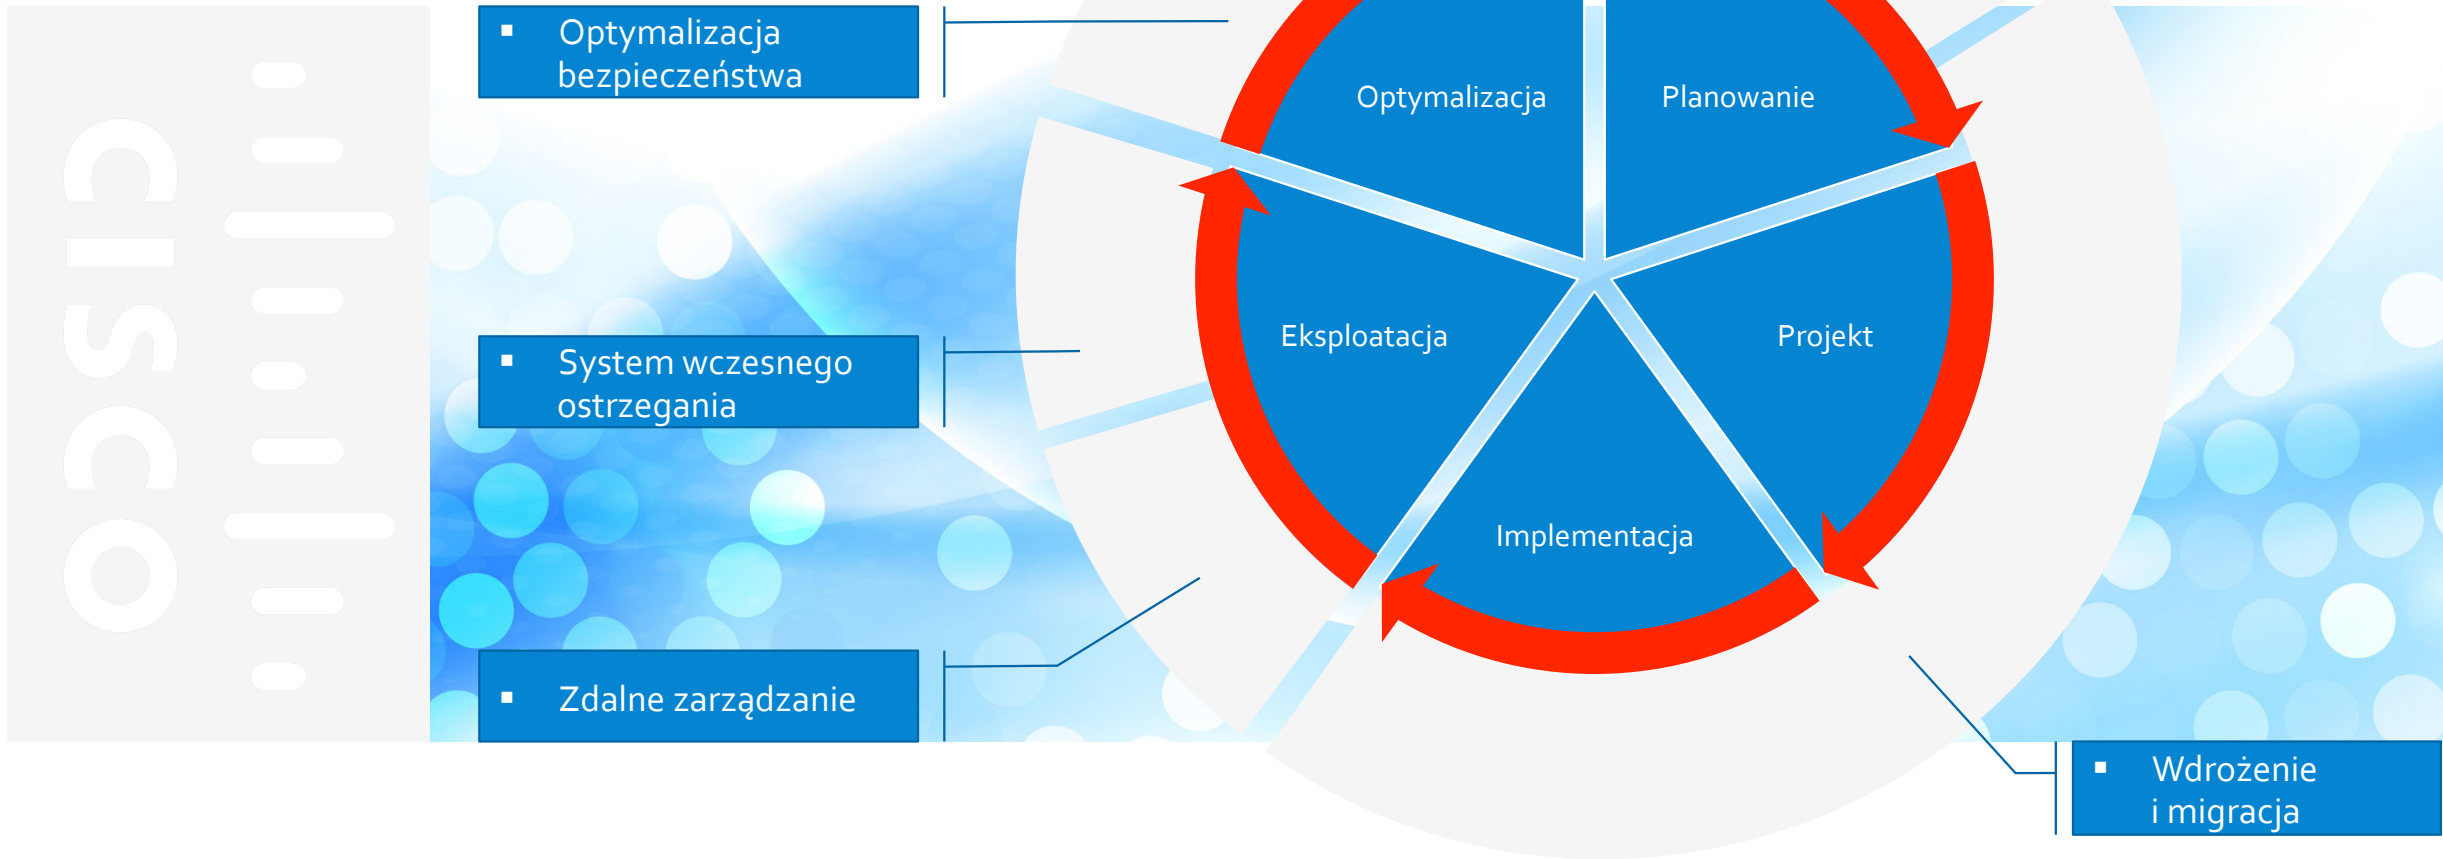 CISCO
Optymalizacja
bezpieczeństwa
Optymalizacja
Planowanie
System wczesnego
ostrzegania
Eksploatacja
Projekt
Implementacja
Zdalne zarządzanie
Wdrożenie
i migracja